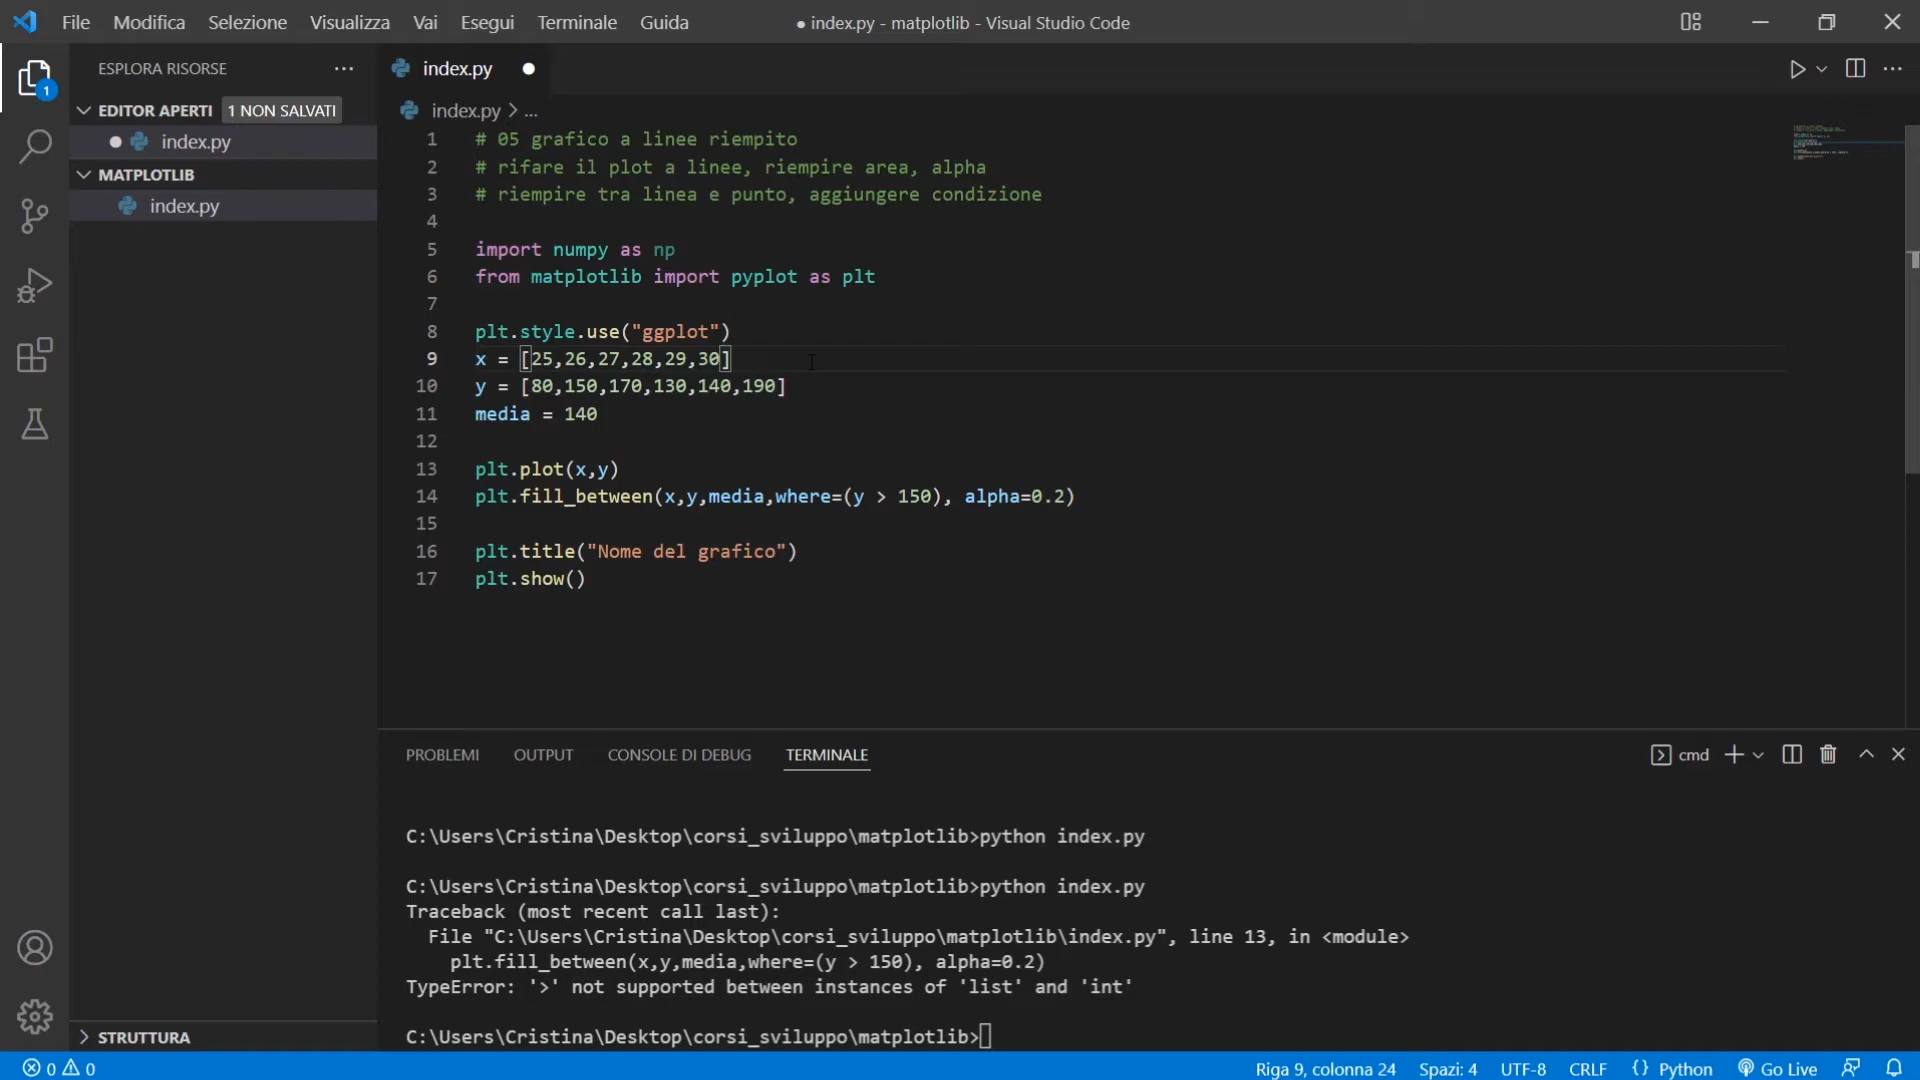 File Modifica Selezione Visualizza Vai Esegui Terminale Guida
● index.py - matplotlib - Visual Studio Code
ESPLORA RISORSE
EDITOR APERTI 1 NON SALVATI
index.py
MATPLOTLIB
index.py
STRUTTURA
1
index.py
index.py > ...
1 # 05 grafico a linee riempito
2 # rifare il plot a linee, riempire area, alpha
3 # riempire tra linea e punto, aggiungere condizione
4
5 import numpy as np
6 from matplotlib import pyplot as plt
7
8 plt.style.use("ggplot")
9 x = [25,26,27,28,29,30]
10 y = [80,150,170,130,140,190]
11 media = 140
12
13 plt.plot(x,y)
14 plt.fill_between(x,y,media,where=(y > 150), alpha=0.2)
15
16 plt.title("Nome del grafico")
17 plt.show()
PROBLEMI OUTPUT CONSOLE DI DEBUG TERMINALE
cmd
C:\Users\Cristina\Desktop\corsi_sviluppo\matplotlib>python index.py
C:\Users\Cristina\Desktop\corsi_sviluppo\matplotlib>python index.py
Traceback (most recent call last):
File "C:\Users\Cristina\Desktop\corsi_sviluppo\matplotlib\index.py", line 13, in <module>
plt.fill_between(x,y,media,where=(y > 150), alpha=0.2)
TypeError: '>' not supported between instances of 'list' and 'int'
C:\Users\Cristina\Desktop\corsi_sviluppo\matplotlib>
0 0
Riga 9, colonna 24 Spazi: 4 UTF-8 CRLF {} Python Go Live